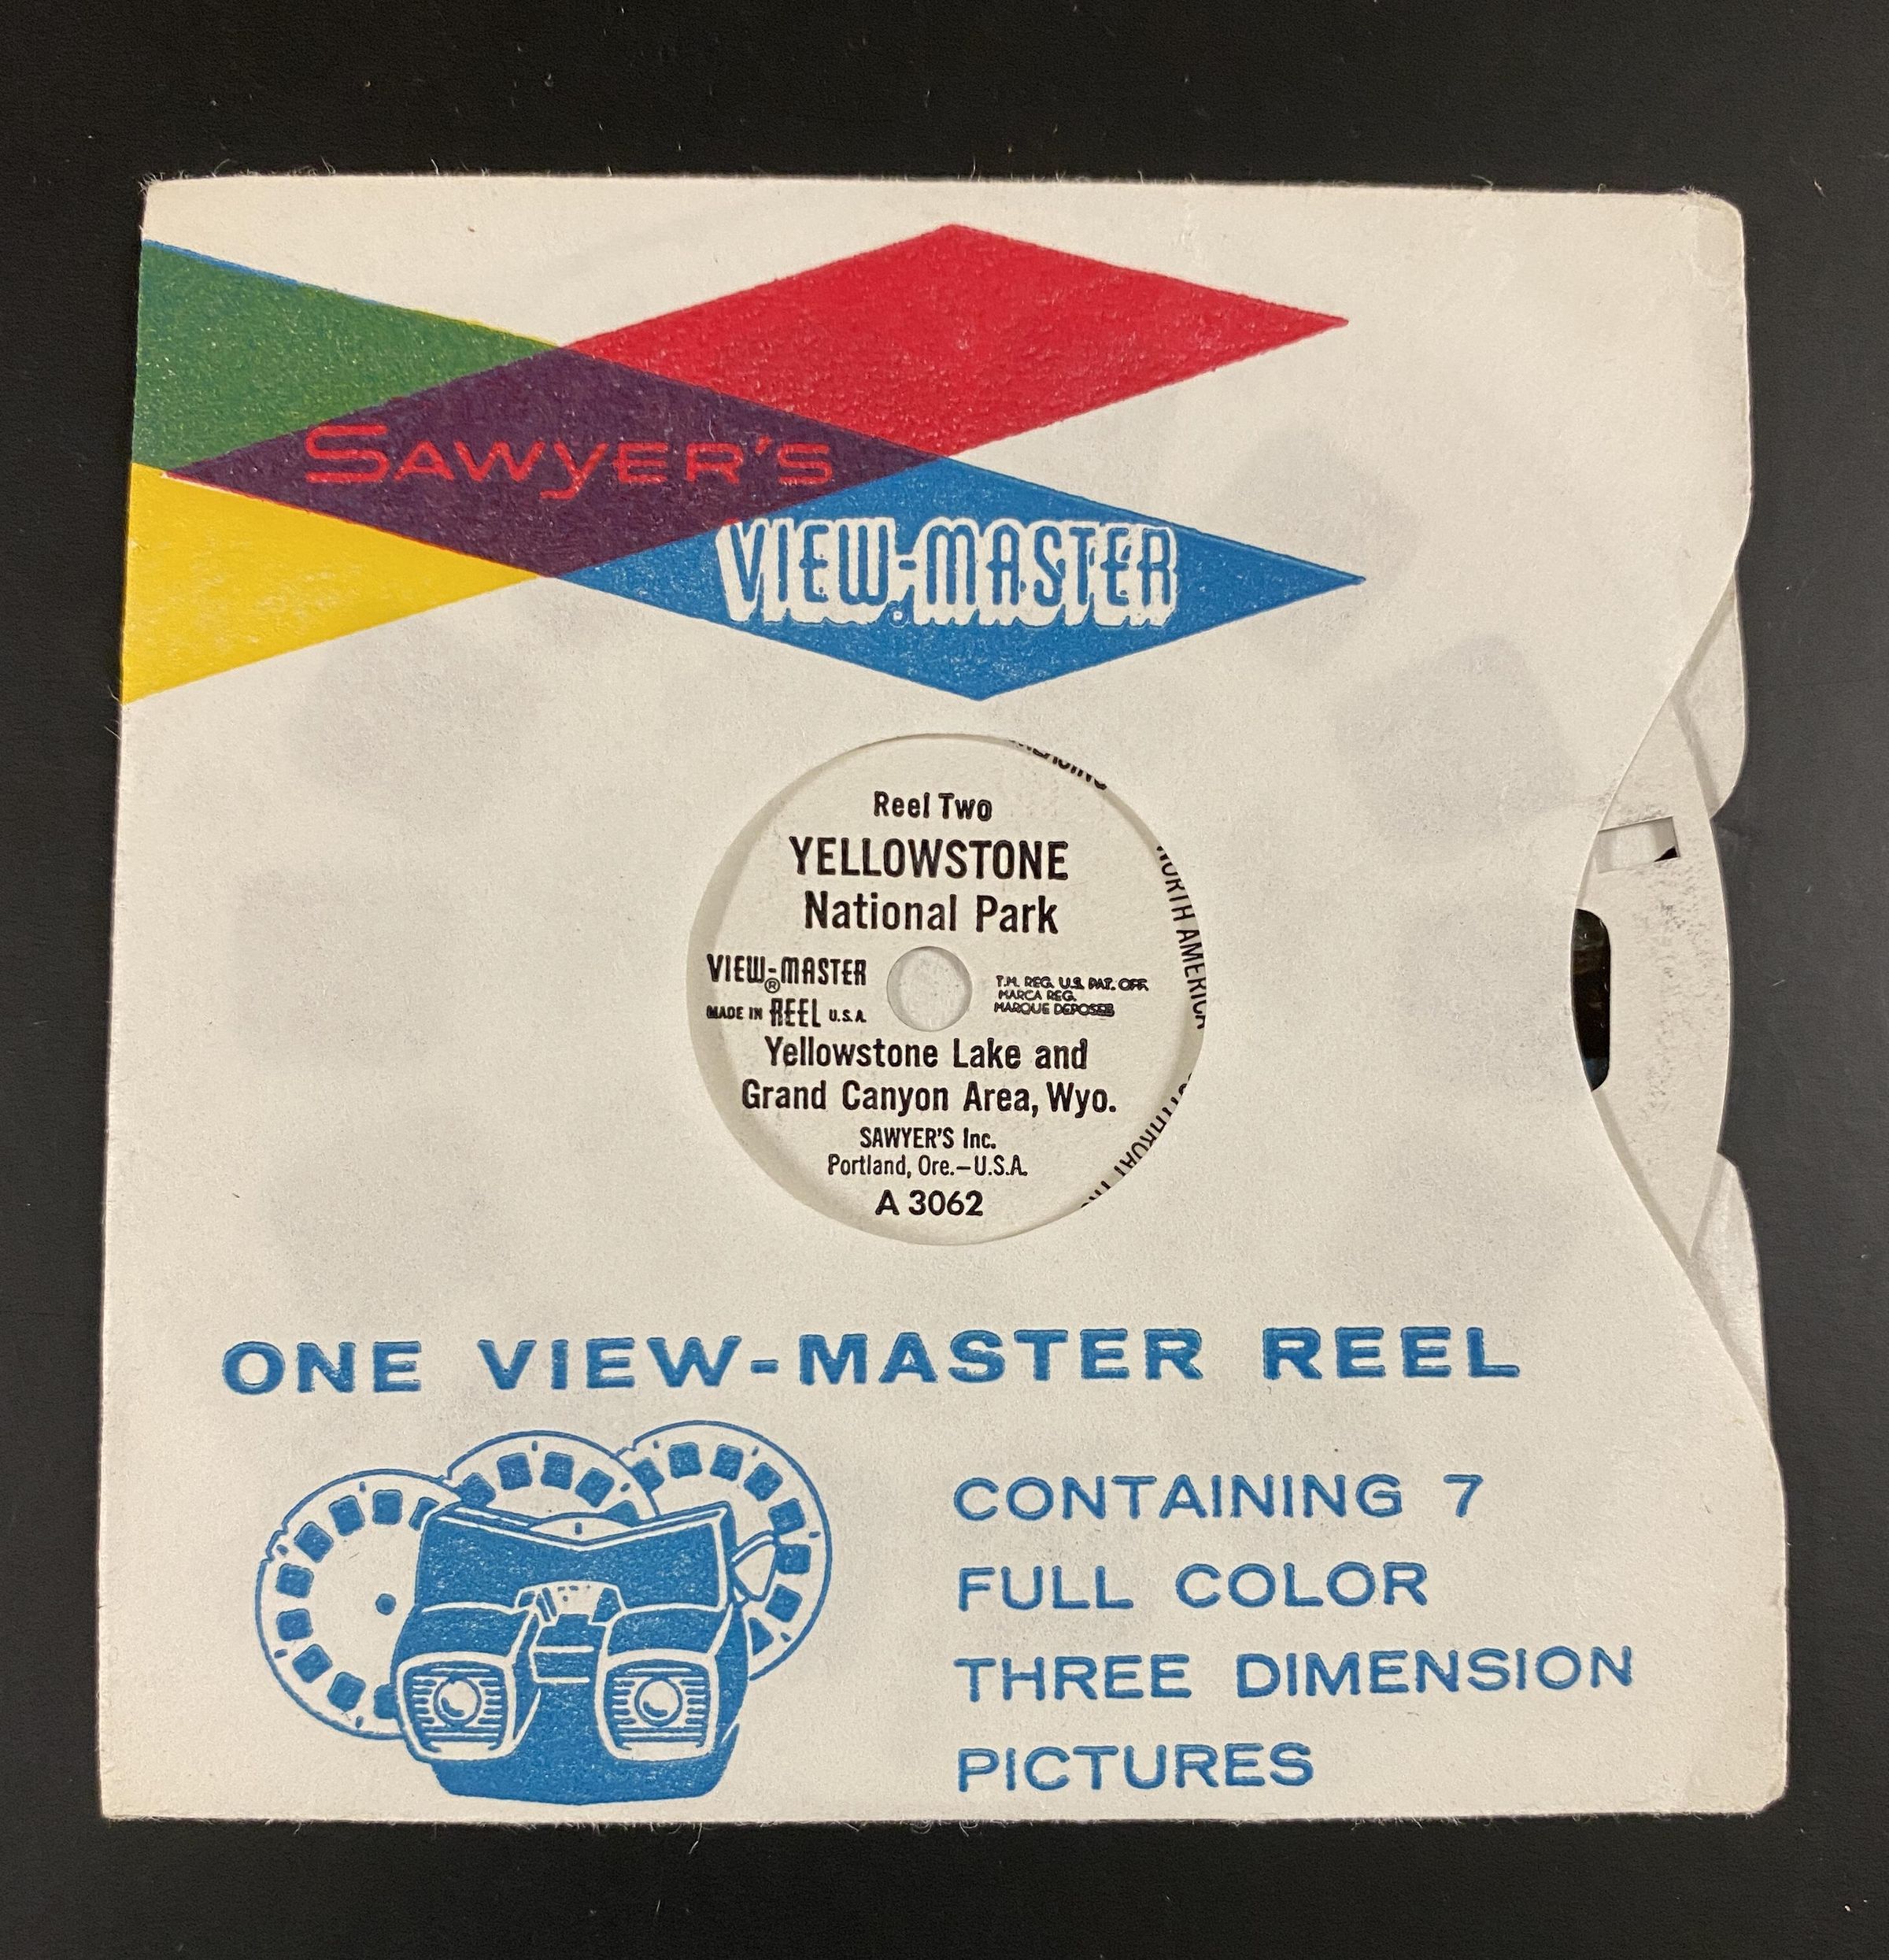 SAWYER'S
VIEW-MASTER
®
Reel Two
YELLOWSTONE
National Park
VIEW-MASTER
®
MADE IN REEL U.S.A.
T.M. REG. U.S. PAT. OFF.
MARCA REG.
MARQUE DEPOSEE
Yellowstone Lake and
Grand Canyon Area, Wyo.
SAWYER'S Inc.
Portland, Ore.–U.S.A.
A 3062
NORTH AMERICA
ONE VIEW-MASTER REEL
CONTAINING 7
FULL COLOR
THREE DIMENSION
PICTURES